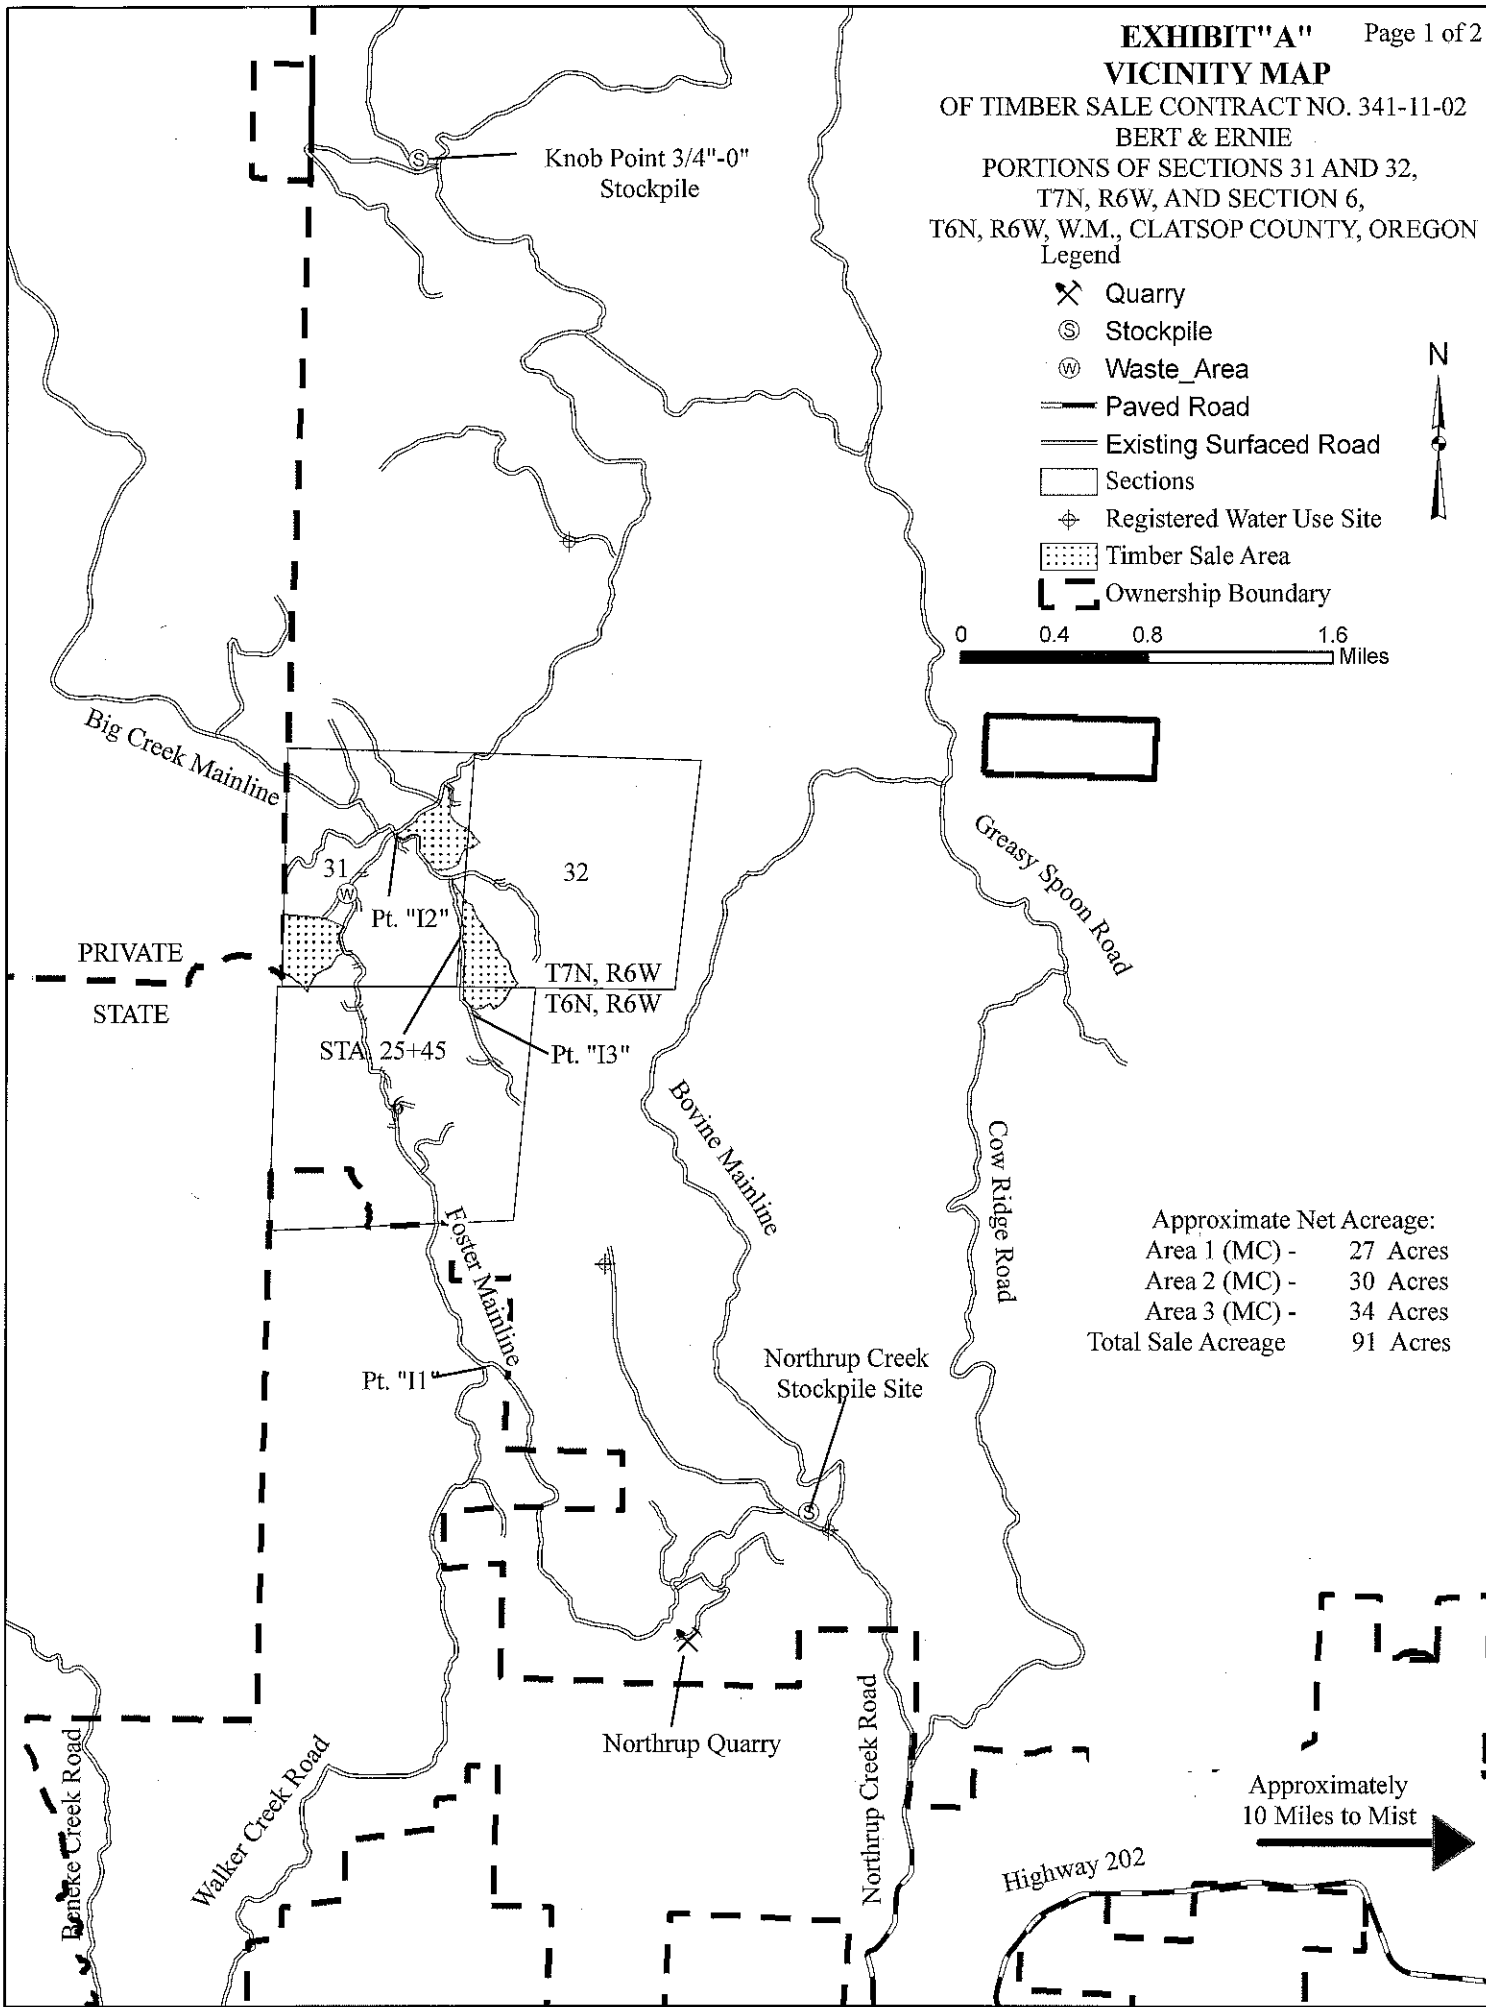 EXHIBIT"A"
Page 1 of 2
VICINITY MAP
OF TIMBER SALE CONTRACT NO. 341-11-02
BERT & ERNIE
PORTIONS OF SECTIONS 31 AND 32,
T7N, R6W, AND SECTION 6,
T6N, R6W, W.M., CLATSOP COUNTY, OREGON
Legend
Quarry
S Stockpile
W Waste_Area
Paved Road
Existing Surfaced Road
Sections
Registered Water Use Site
Timber Sale Area
Ownership Boundary
N
0 0.4 0.8 1.6
Miles
S
Knob Point 3/4"-0"
Stockpile
Big Creek Mainline
31
32
W
Pt. "I2"
PRIVATE
STATE
T7N, R6W
T6N, R6W
STA 25+45
Pt. "I3"
Greasy Spoon Road
Bovine Mainline
Cow Ridge Road
Foster Mainline
Approximate Net Acreage:
Area 1 (MC) - 27 Acres
Area 2 (MC) - 30 Acres
Area 3 (MC) - 34 Acres
Total Sale Acreage 91 Acres
Pt. "I1"
Northrup Creek
Stockpile Site
S
Northrup Quarry
Northrup Creek Road
Beneke Creek Road
Walker Creek Road
Approximately
10 Miles to Mist
Highway 202